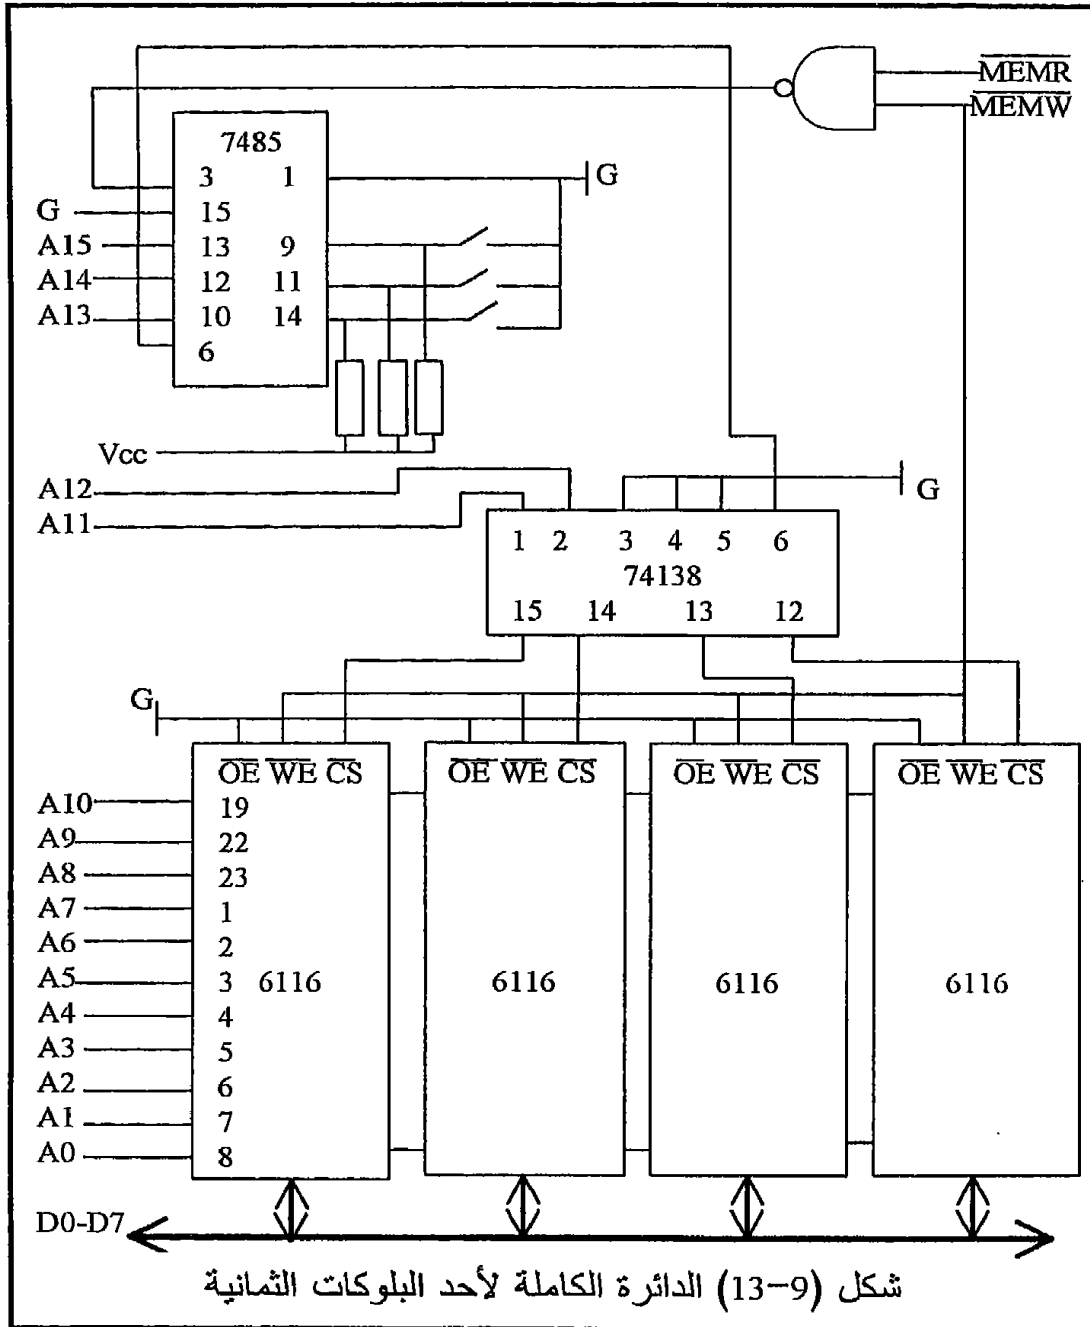 MEMR
MEMW
7485
3 1 G
G 15
A15 13 9
A14 12 11
A13 10 14
6
Vcc
A12
A11
G
1 2 3 4 5 6
74138
15 14 13 12
G
OE WE CS OE WE CS OE WE CS OE WE CS
A10 19
A9 22
A8 23
A7 1
A6 2
A5 3 6116 6116 6116 6116
A4 4
A3 5
A2 6
A1 7
A0 8
D0-D7
شكل (9-13) الدائرة الكاملة لأحد البلوكات الثمانية